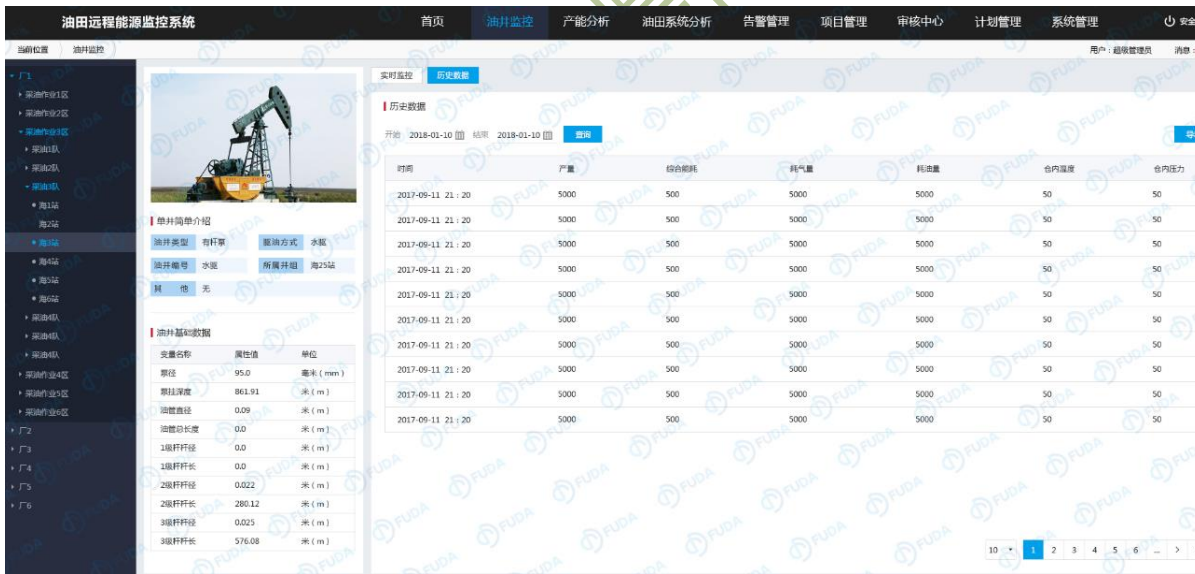 油田远程能源监控系统 首页 油井监控 产能分析 油田系统分析 告警管理 项目管理 审核中心 计划管理 系统管理 安全
当前位置 油井监控 用户：超级管理员 消息：
厂1
采油作业1区
采油作业2区
采油作业3区
采油1队
采油2队
采油3队
海1站
海2站
海3站
海4站
海5站
海6站
采油4队
采油4队
采油4队
采油作业4区
采油作业5区
采油作业6区
厂2
厂3
厂4
厂5
厂6
单井简单介绍
油井类型 有杆泵 驱油方式 水驱
油井编号 水驱 所属井组 海25站
其 他 无
油井基础数据
变量名称 属性值 单位
泵径 95.0 毫米（mm）
泵挂深度 861.91 米（m）
油管直径 0.09 米（m）
油管总长度 0.0 米（m）
1级杆杆径 0.0 米（m）
1级杆杆长 0.0 米（m）
2级杆杆径 0.022 米（m）
2级杆杆长 280.12 米（m）
3级杆杆径 0.025 米（m）
3级杆杆长 576.08 米（m）
实时监控 历史数据
历史数据
开始 2018-01-10 结束 2018-01-10 查询 导
时间 产量 综合能耗 耗气量 耗油量 仓内温度 仓内压力
2017-09-11 21：20 5000 500 5000 5000 50 50
2017-09-11 21：20 5000 500 5000 5000 50 50
2017-09-11 21：20 5000 500 5000 5000 50 50
2017-09-11 21：20 5000 500 5000 5000 50 50
2017-09-11 21：20 5000 500 5000 5000 50 50
2017-09-11 21：20 5000 500 5000 5000 50 50
2017-09-11 21：20 5000 500 5000 5000 50 50
2017-09-11 21：20 5000 500 5000 5000 50 50
2017-09-11 21：20 5000 500 5000 5000 50 50
2017-09-11 21：20 5000 500 5000 5000 50 50
10 1 2 3 4 5 6 ... >
FUDA